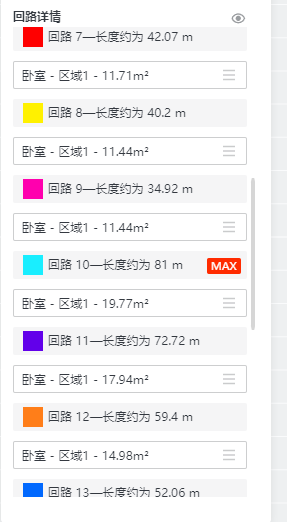 回路详情
回路 7—长度约为 42.07 m
卧室 - 区域1 - 11.71m²
回路 8—长度约为 40.2 m
卧室 - 区域1 - 11.44m²
回路 9—长度约为 34.92 m
卧室 - 区域1 - 11.44m²
回路 10—长度约为 81 m MAX
卧室 - 区域1 - 19.77m²
回路 11—长度约为 72.72 m
卧室 - 区域1 - 17.94m²
回路 12—长度约为 59.4 m
卧室 - 区域1 - 14.98m²
回路 13—长度约为 52.06 m